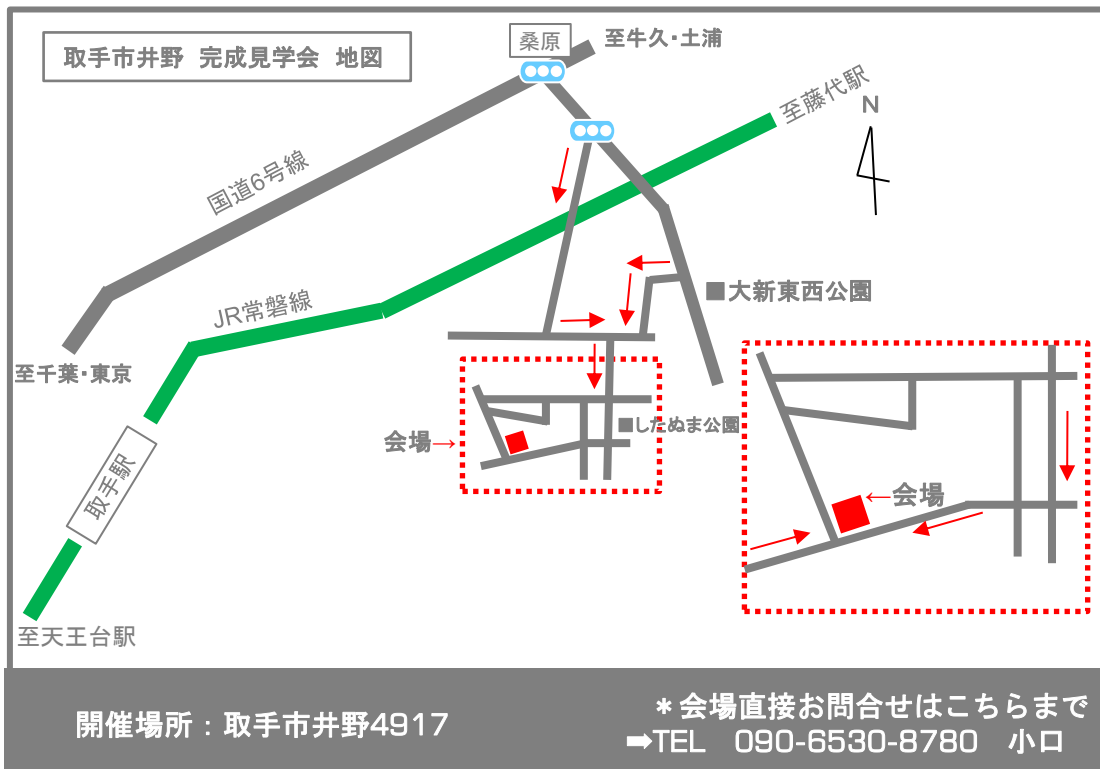 取手市井野 完成見学会 地図
桑原
至牛久・土浦
至藤代駅
N
国道6号線
JR常磐線
■大新東西公園
至千葉・東京
■したぬま公園
会場→
取手駅
←会場
至天王台駅
開催場所：取手市井野4917
＊会場直接お問合せはこちらまで
➡TEL　090-6530-8780　小口